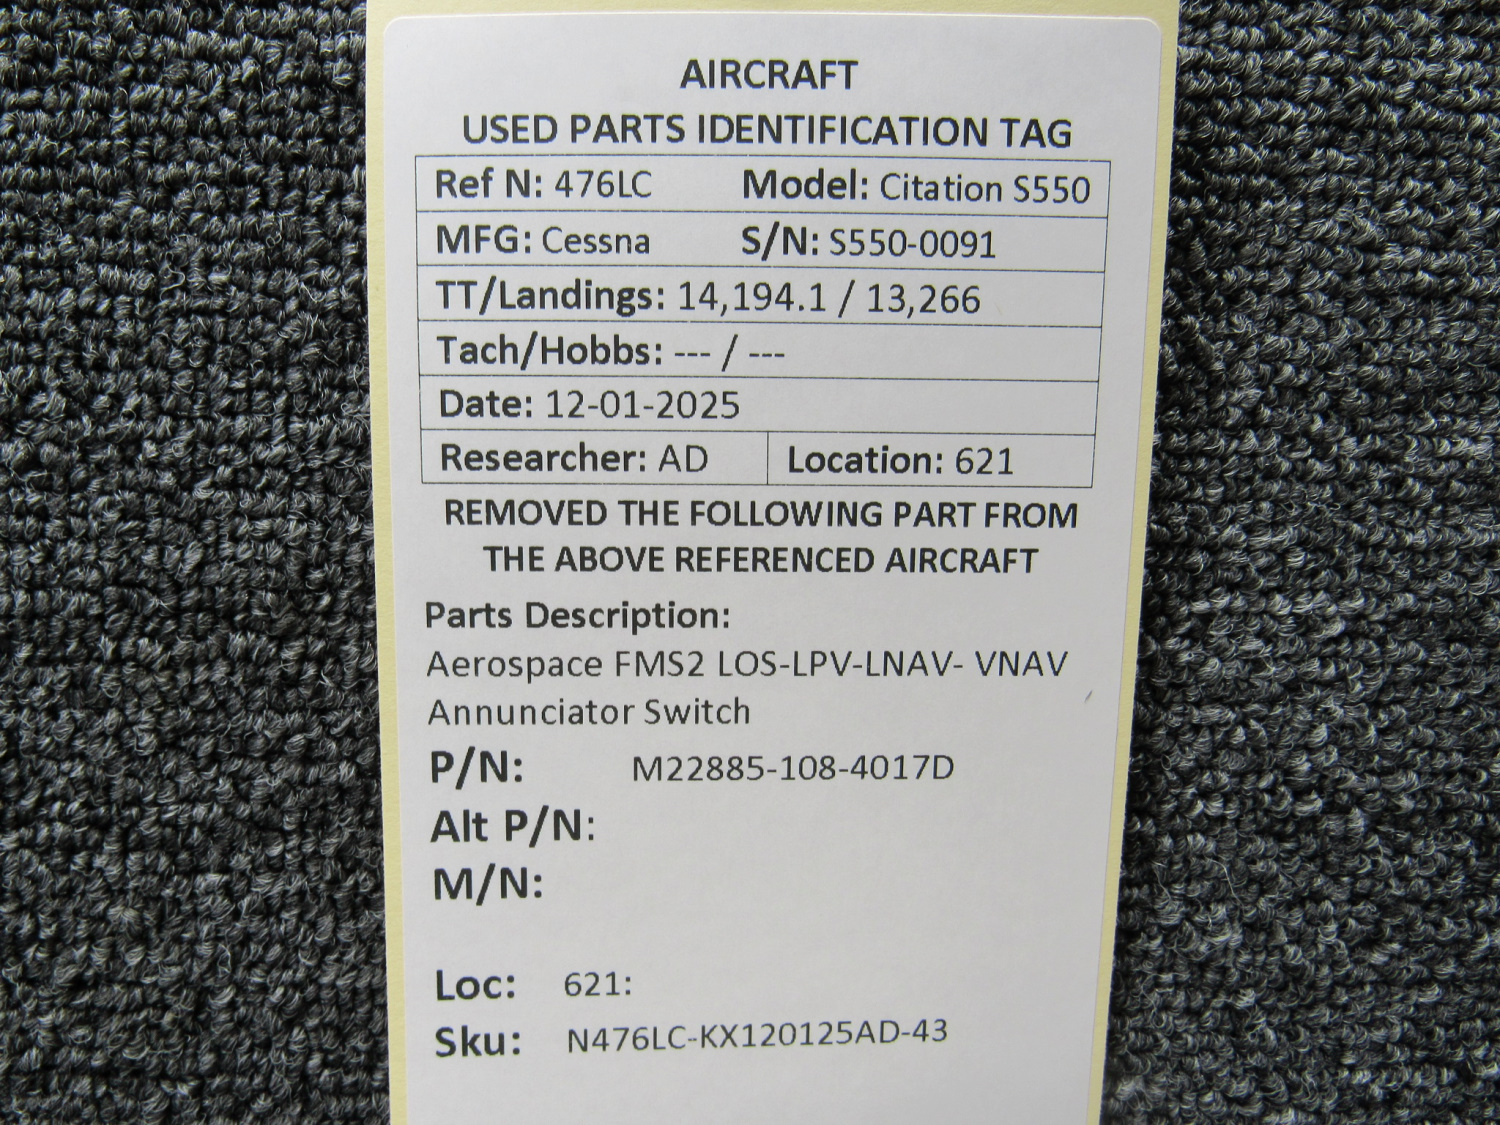 AIRCRAFT
USED PARTS IDENTIFICATION TAG
Ref N: 476LC Model: Citation S550
MFG: Cessna S/N: S550-0091
TT/Landings: 14,194.1 / 13,266
Tach/Hobbs: --- / ---
Date: 12-01-2025
Researcher: AD Location: 621
REMOVED THE FOLLOWING PART FROM
THE ABOVE REFERENCED AIRCRAFT
Parts Description:
Aerospace FMS2 LOS-LPV-LNAV- VNAV
Annunciator Switch
P/N: M22885-108-4017D
Alt P/N:
M/N:
Loc: 621:
Sku: N476LC-KX120125AD-43